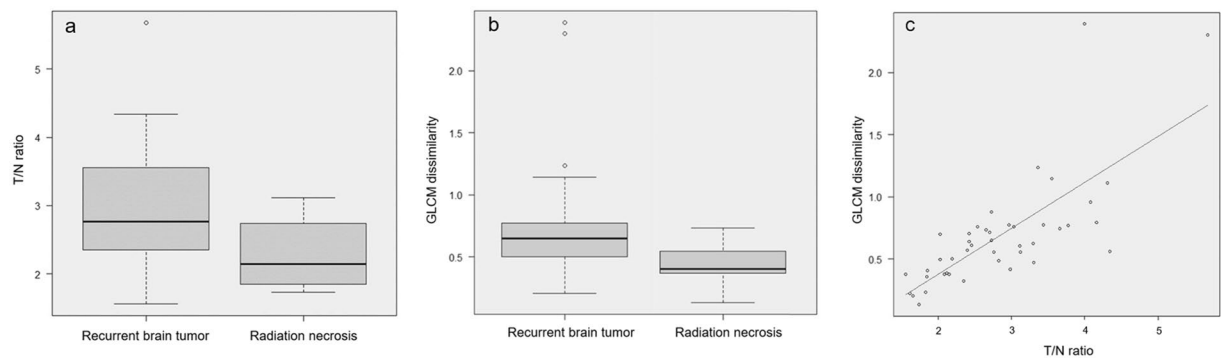 a
T/N ratio
5
4
3
2
Recurrent brain tumor Radiation necrosis
b
GLCM dissimilarity
2.0
1.5
1.0
0.5
Recurrent brain tumor Radiation necrosis
c
GLCM dissimilarity
2.0
1.5
1.0
0.5
2 3 4 5
T/N ratio